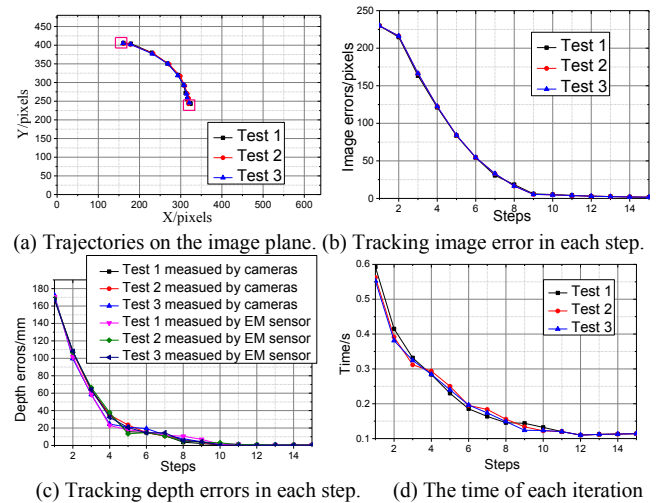 450
400
350
300
250
200
150
100
50
0
Y/pixels
0 100 200 300 400 500 600
X/pixels
Test 1
Test 2
Test 3
250
200
150
100
50
0
Image errors/pixels
2 4 6 8 10 12 14
Steps
Test 1
Test 2
Test 3
(a) Trajectories on the image plane. (b) Tracking image error in each step.
180
160
140
120
100
80
60
40
20
0
Depth errors/mm
2 4 6 8 10 12 14
Steps
Test 1 measued by cameras
Test 2 measued by cameras
Test 3 measued by cameras
Test 1 measued by EM sensor
Test 2 measued by EM sensor
Test 3 measued by EM sensor
0.6
0.5
0.4
0.3
0.2
0.1
Time/s
2 4 6 8 10 12 14
Steps
Test 1
Test 2
Test 3
(c) Tracking depth errors in each step. (d) The time of each iteration